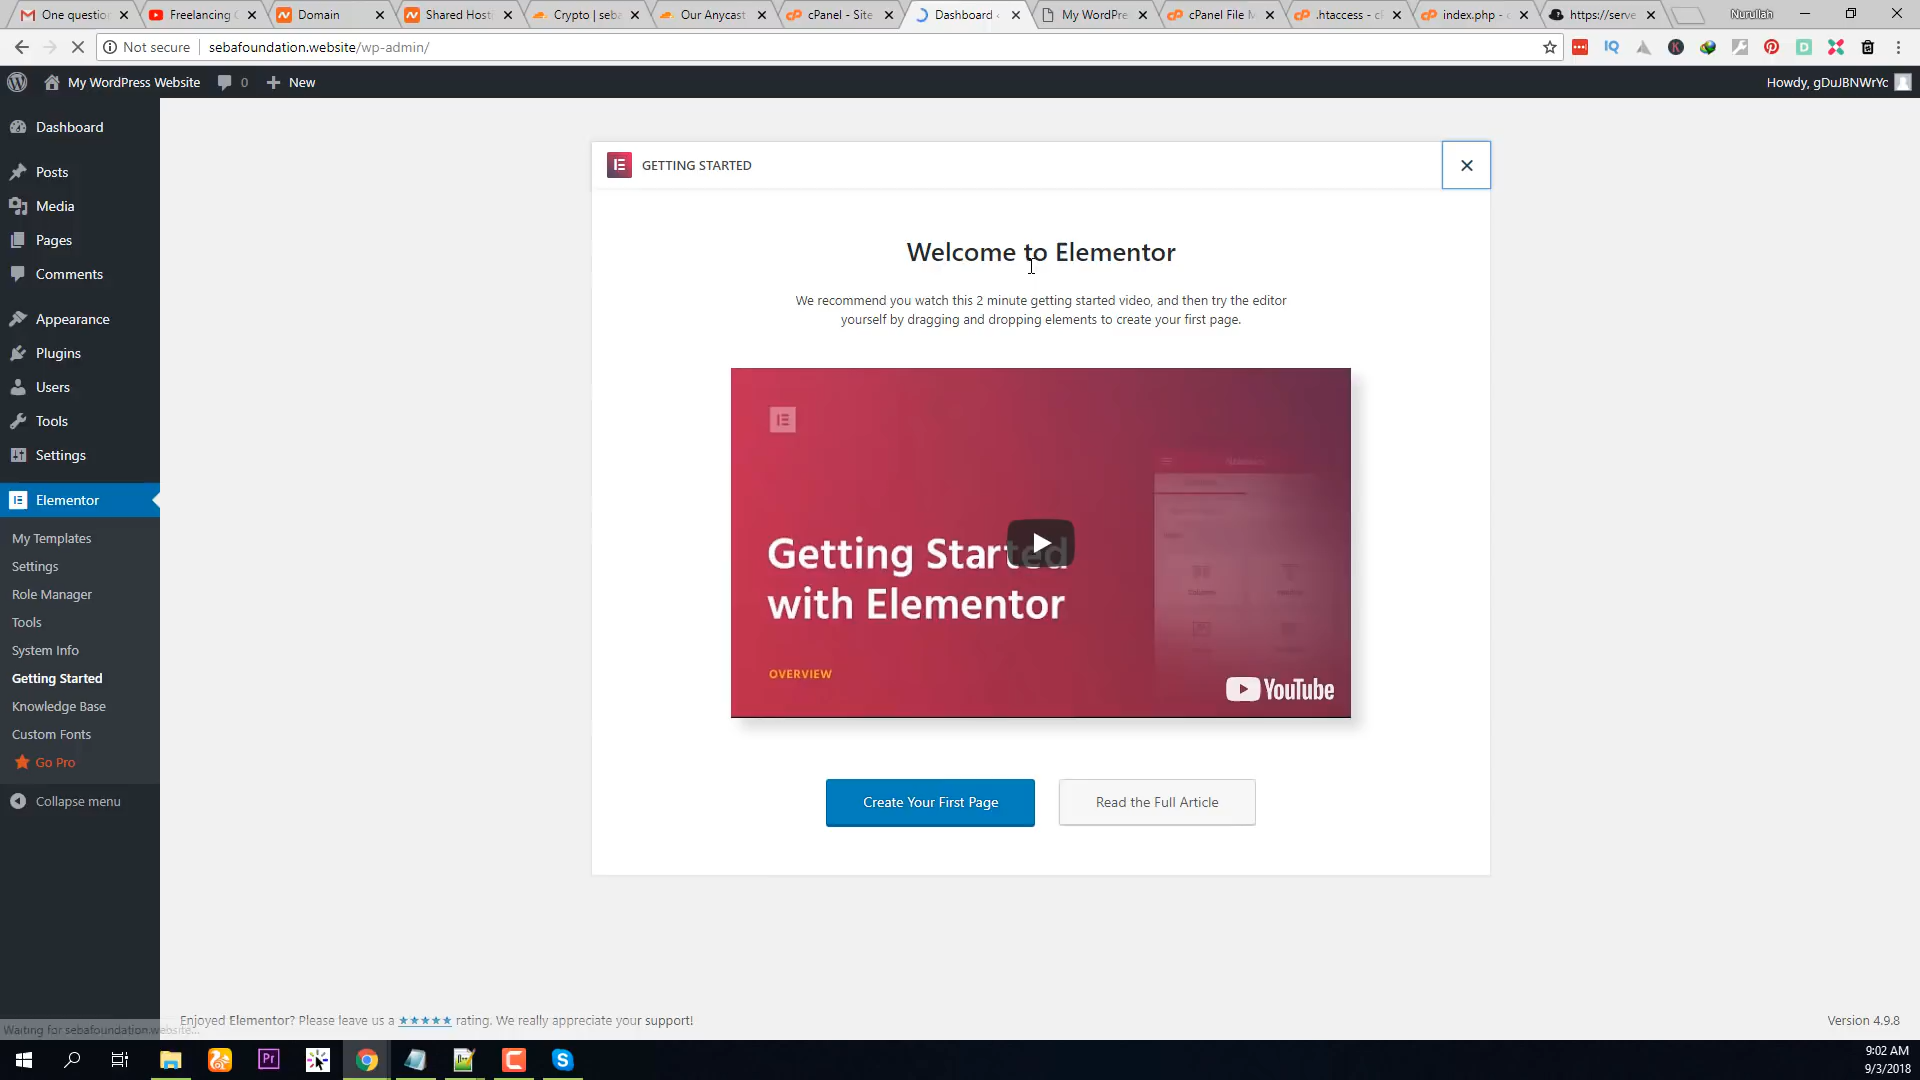 One questio
Freelancing C
Domain
Shared Host
Crypto | seb
Our Anycast
cPanel - Site
Dashboard
My WordPre
cPanel File M
.htaccess - c
index.php - c
https://serve
Nurullah
Not secure
sebafoundation.website/wp-admin/
My WordPress Website
0
New
Howdy, gDuJBNWrYc
Dashboard
Posts
Media
Pages
Comments
Appearance
Plugins
Users
Tools
Settings
Elementor
My Templates
Settings
Role Manager
Tools
System Info
Getting Started
Knowledge Base
Custom Fonts
Go Pro
Collapse menu
GETTING STARTED
Welcome to Elementor
We recommend you watch this 2 minute getting started video, and then try the editor
yourself by dragging and dropping elements to create your first page.
Getting Started
with Elementor
OVERVIEW
YouTube
Create Your First Page
Read the Full Article
Enjoyed Elementor? Please leave us a ★★★★★ rating. We really appreciate your support!
Version 4.9.8
Waiting for sebafoundation.website...
9:02 AM
9/3/2018